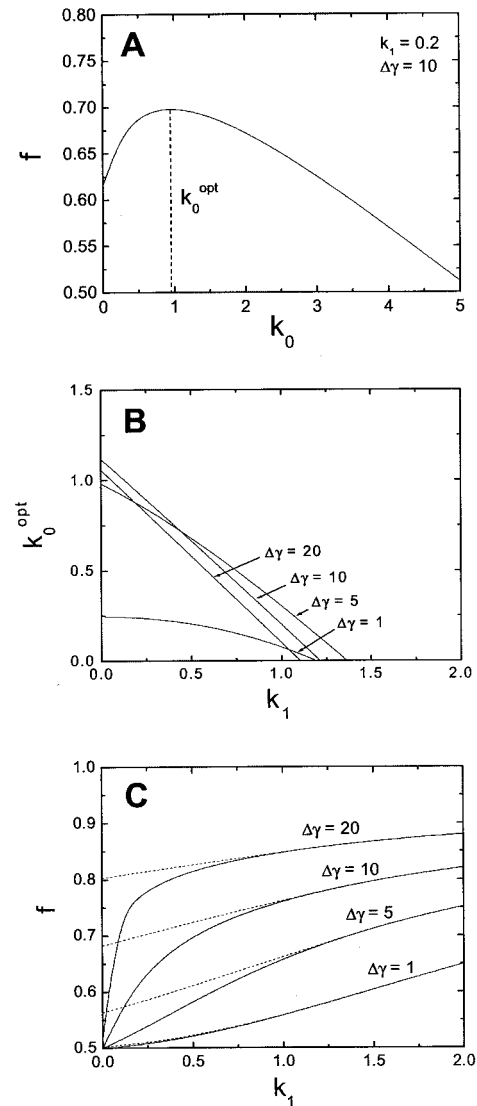 A
k₁ = 0.2
Δγ = 10
0.80
0.75
0.70
0.65
0.60
0.55
0.50
f
k₀ᵒᵖᵗ
0 1 2 3 4 5
k₀
B
1.5
1.0
0.5
0.0
k₀ᵒᵖᵗ
Δγ = 20
Δγ = 10
Δγ = 5
Δγ = 1
0.0 0.5 1.0 1.5 2.0
k₁
C
1.0
0.9
0.8
0.7
0.6
0.5
f
Δγ = 20
Δγ = 10
Δγ = 5
Δγ = 1
0.0 0.5 1.0 1.5 2.0
k₁